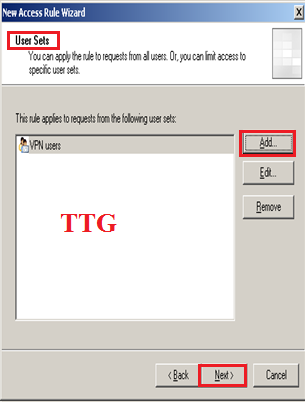 New Access Rule Wizard
User Sets
You can apply the rule to requests from all users. Or, you can limit access to
specific user sets.
This rule applies to requests from the following user sets:
VPN users
Add...
Edit...
Remove
TTG
< Back
Next >
Cancel